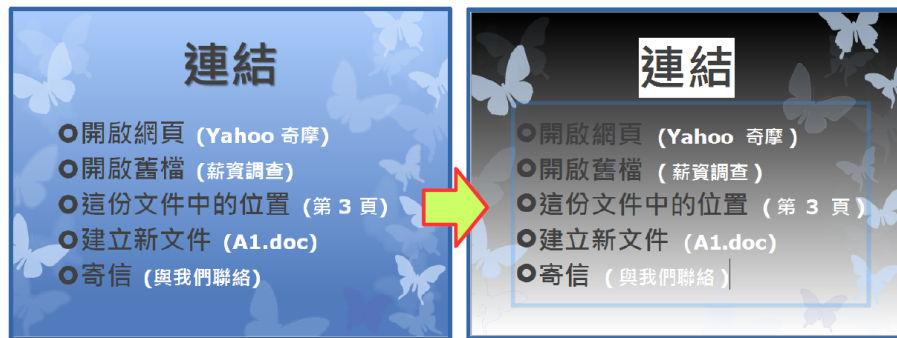 連結
開啟網頁 (Yahoo 奇摩)
開啟舊檔 (薪資調查)
這份文件中的位置 (第 3 頁)
建立新文件 (A1.doc)
寄信 (與我們聯絡)
連結
開啟網頁 (Yahoo 奇摩 )
開啟舊檔 ( 薪資調查 )
這份文件中的位置 ( 第 3 頁 )
建立新文件 (A1.doc)
寄信 ( 與我們聯絡 )